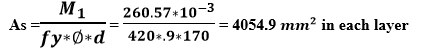 As = M₁ / fy*Ø*d = 260.57*10⁻³ / 420*.9*170 = 4054.9 mm² in each layer